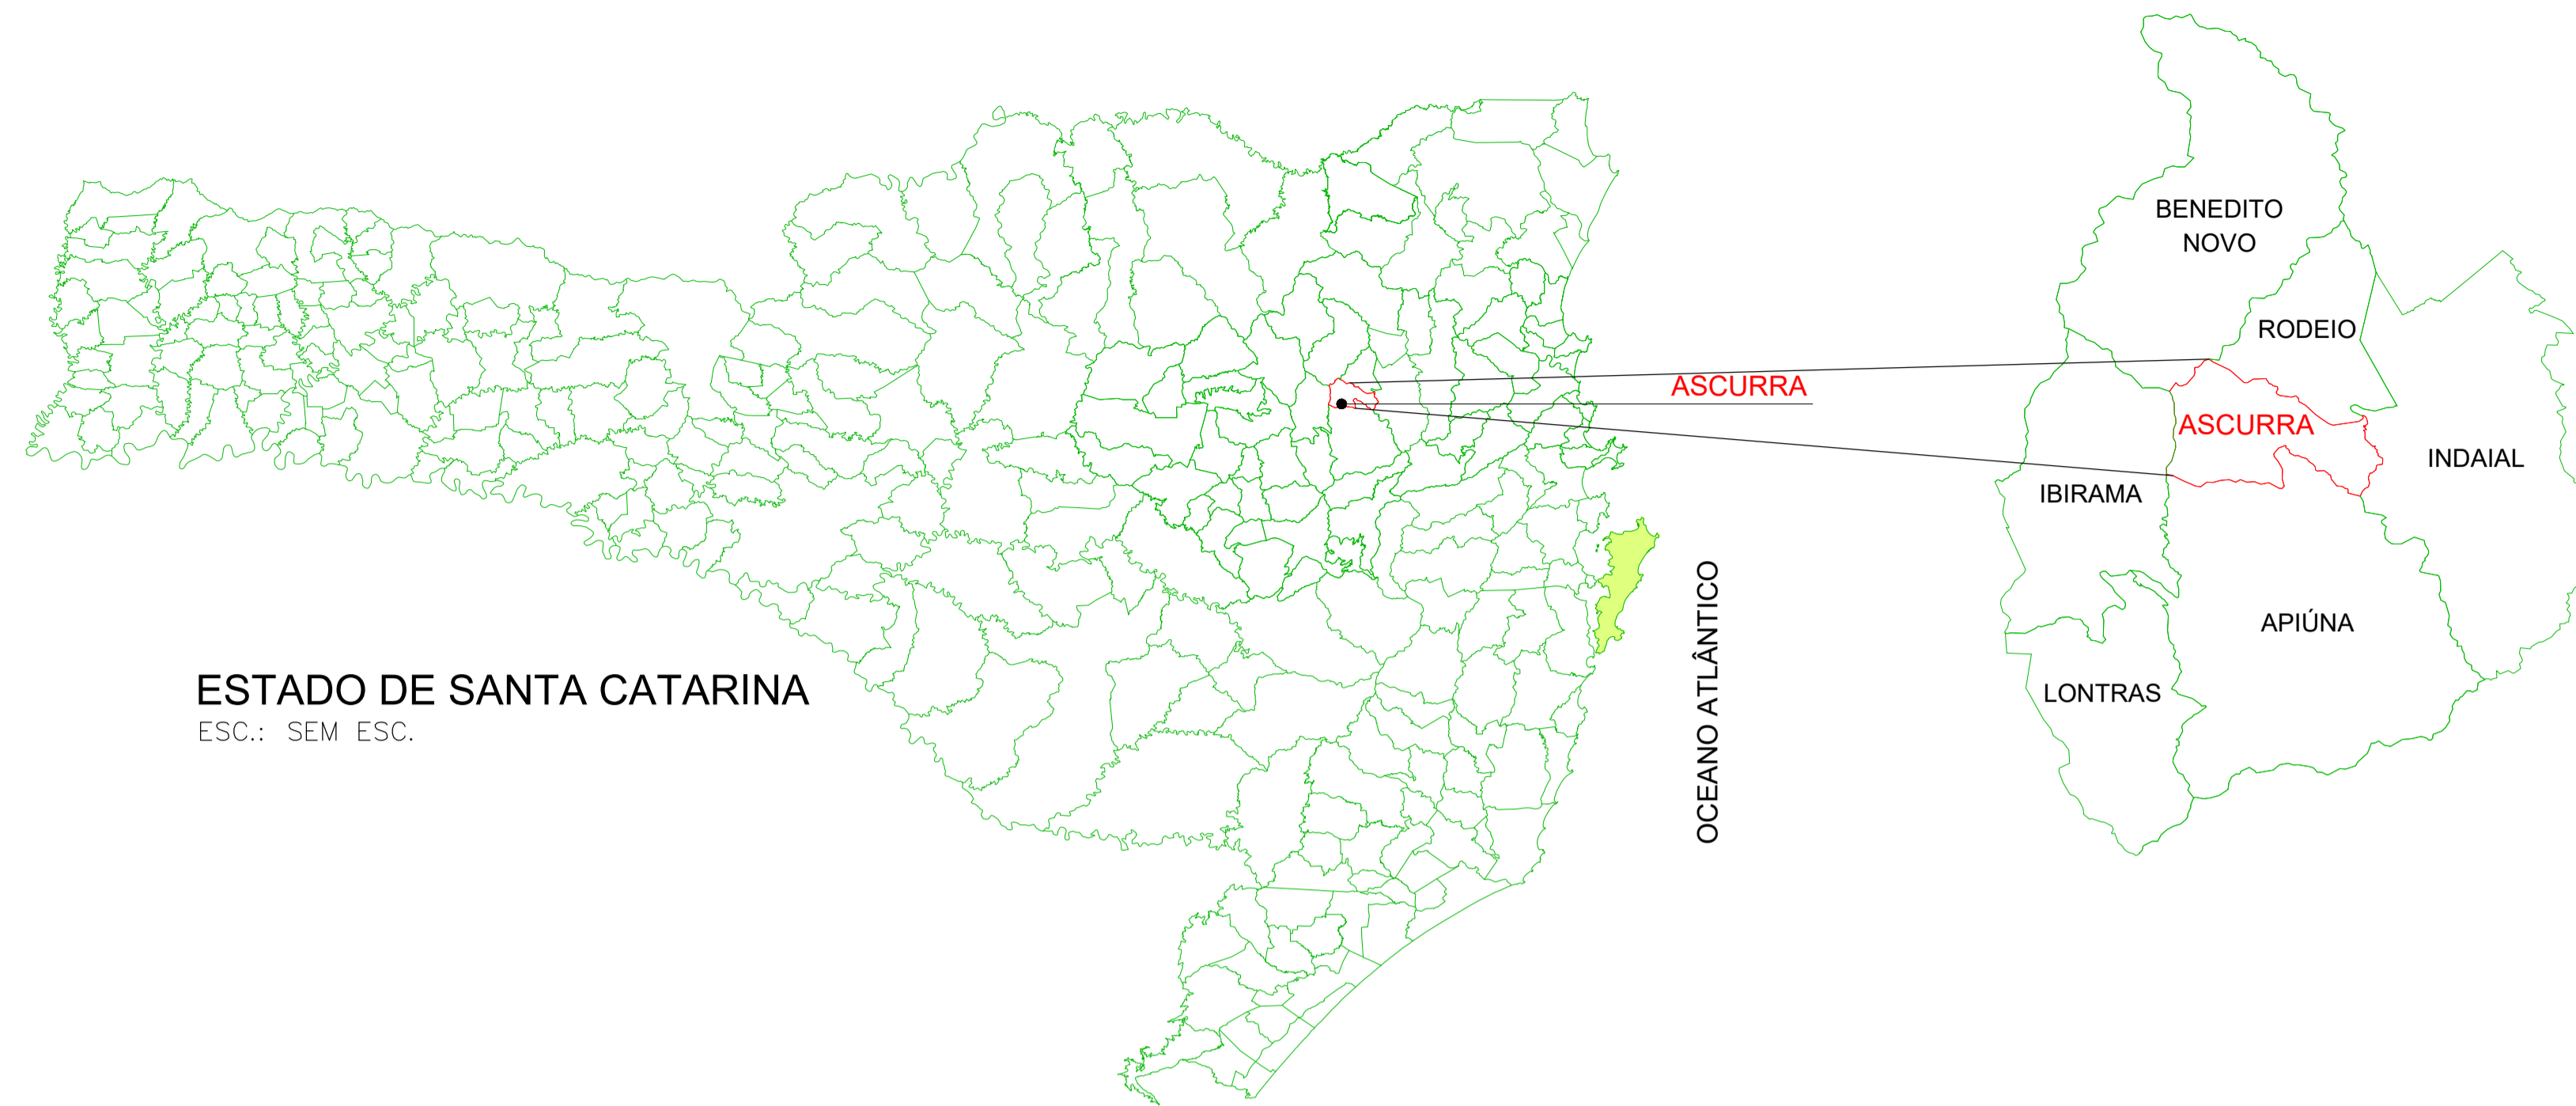 ESTADO DE SANTA CATARINA
ESC.: SEM ESC.
ASCURRA
OCEANO ATLÂNTICO
BENEDITO
NOVO
RODEIO
ASCURRA
INDAIAL
IBIRAMA
APIÚNA
LONTRAS